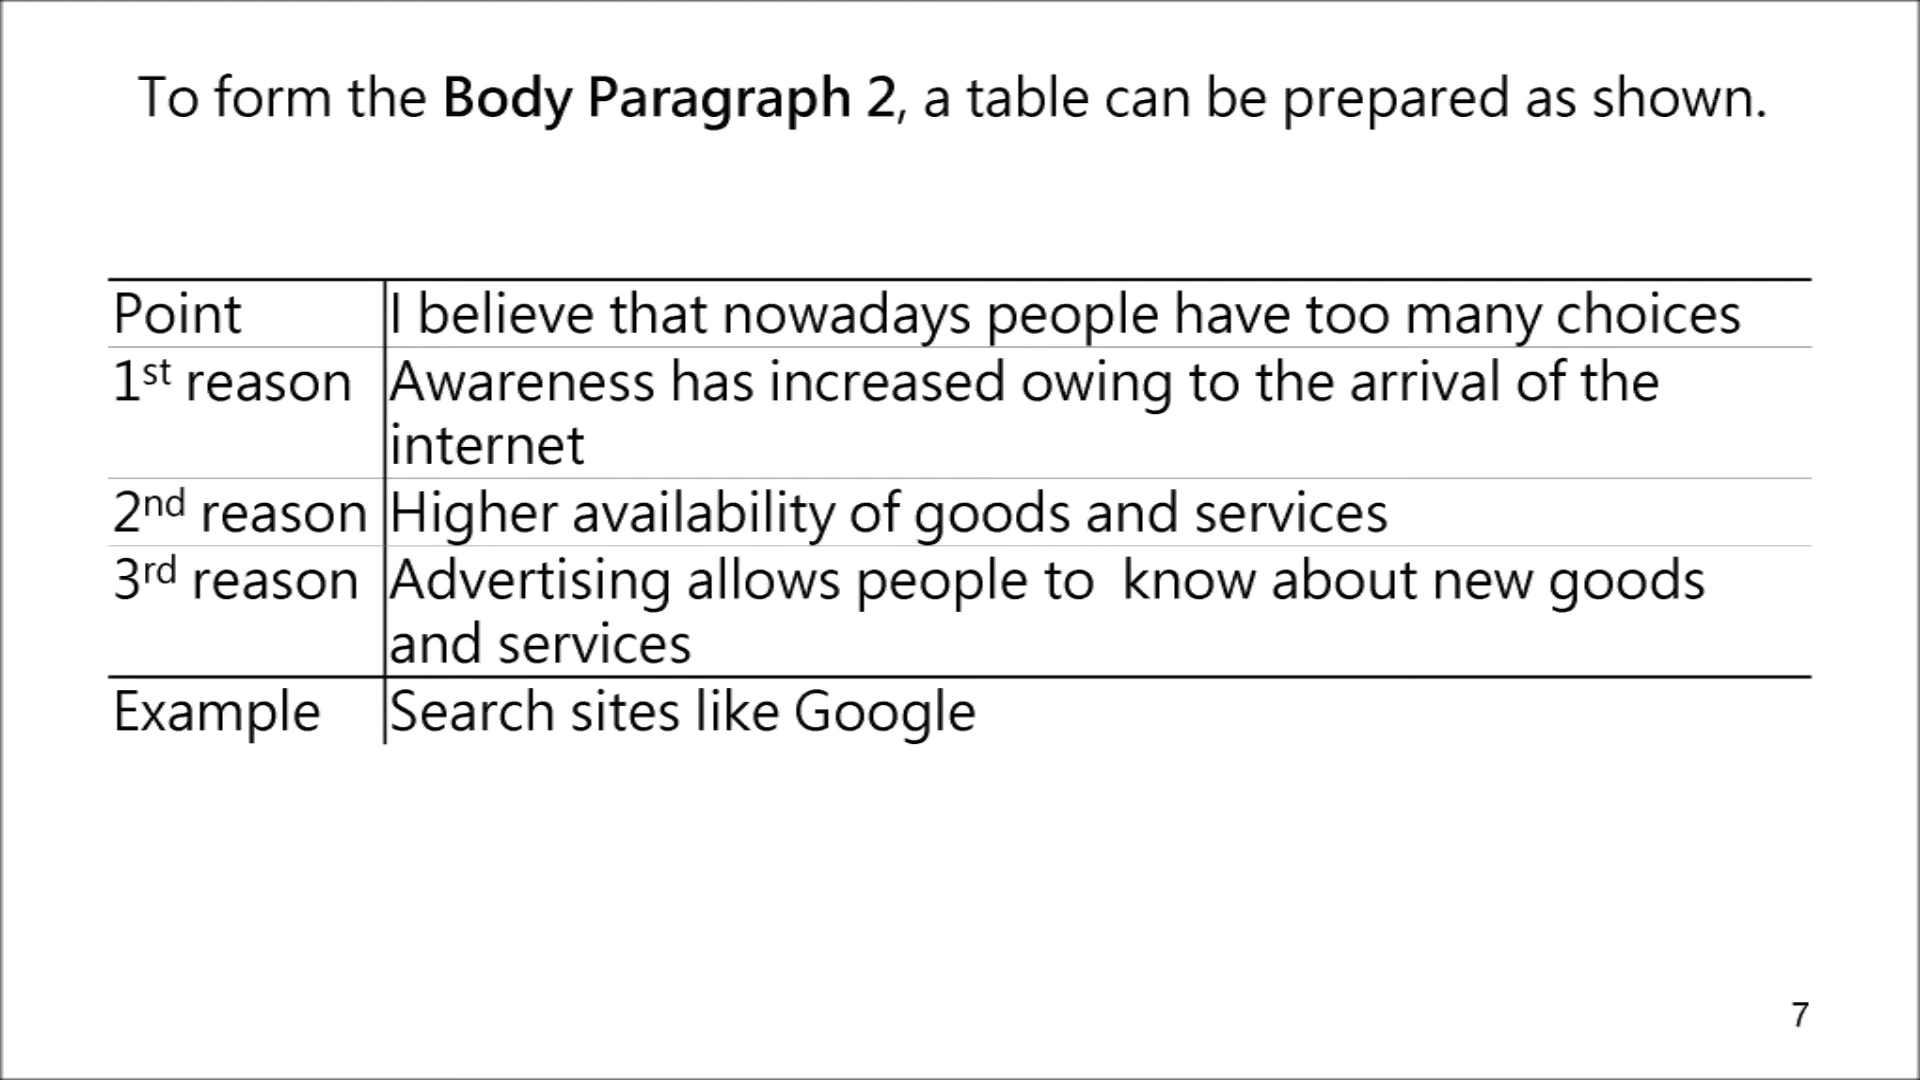 To form the Body Paragraph 2, a table can be prepared as shown.
Point I believe that nowadays people have too many choices
1st reason Awareness has increased owing to the arrival of the
internet
2nd reason Higher availability of goods and services
3rd reason Advertising allows people to know about new goods
and services
Example Search sites like Google
7